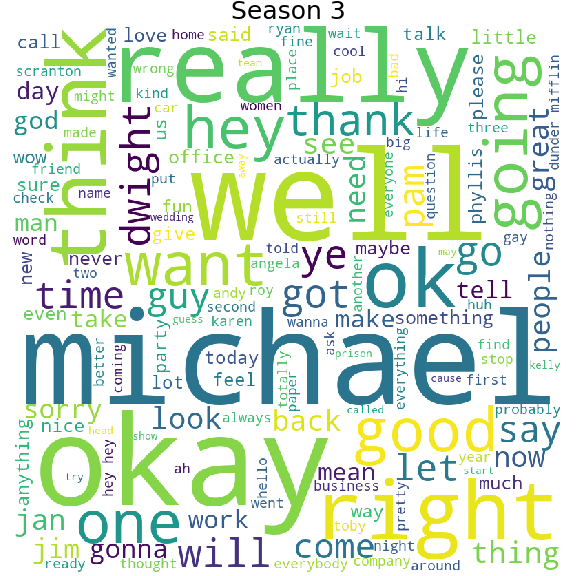 Season 3
call
love
home
said
ryan
fine
wait
cool
talk
little
scranton
wanted
think
really
wrong
kind
place
job
hi
bad
team
day
might
car
women
please
going
three
dunder mifflin
god
made
us
hey
thank
life
great
wow
friend
dwight
office
see
actually
big
everyone
sure
check
name
put
well
need
pam
question
phyllis
nothing
man
fun
still
away
word
wedding
give
gay
new
never
two
want
told
angela
ye
maybe
ok
go
people
may
another
time
guy
andy
roy
got
tell
huh
even
take
second
karen
wanna
make
something
guess
michael
better
coming
party
today
ask
prison
everything
find
stop
lot
feel
totally
paper
cause
first
kelly
sorry
okay
look
always
back
called
good
probably
say
nice
head
hey hey
show
anything
ah
whello
mean
let
year
now
try
went
business
right
start
much
jan
one
work
toby
way
pretty
jim
gonna
will
come
night
company
around
thing
ready
thought
everybody